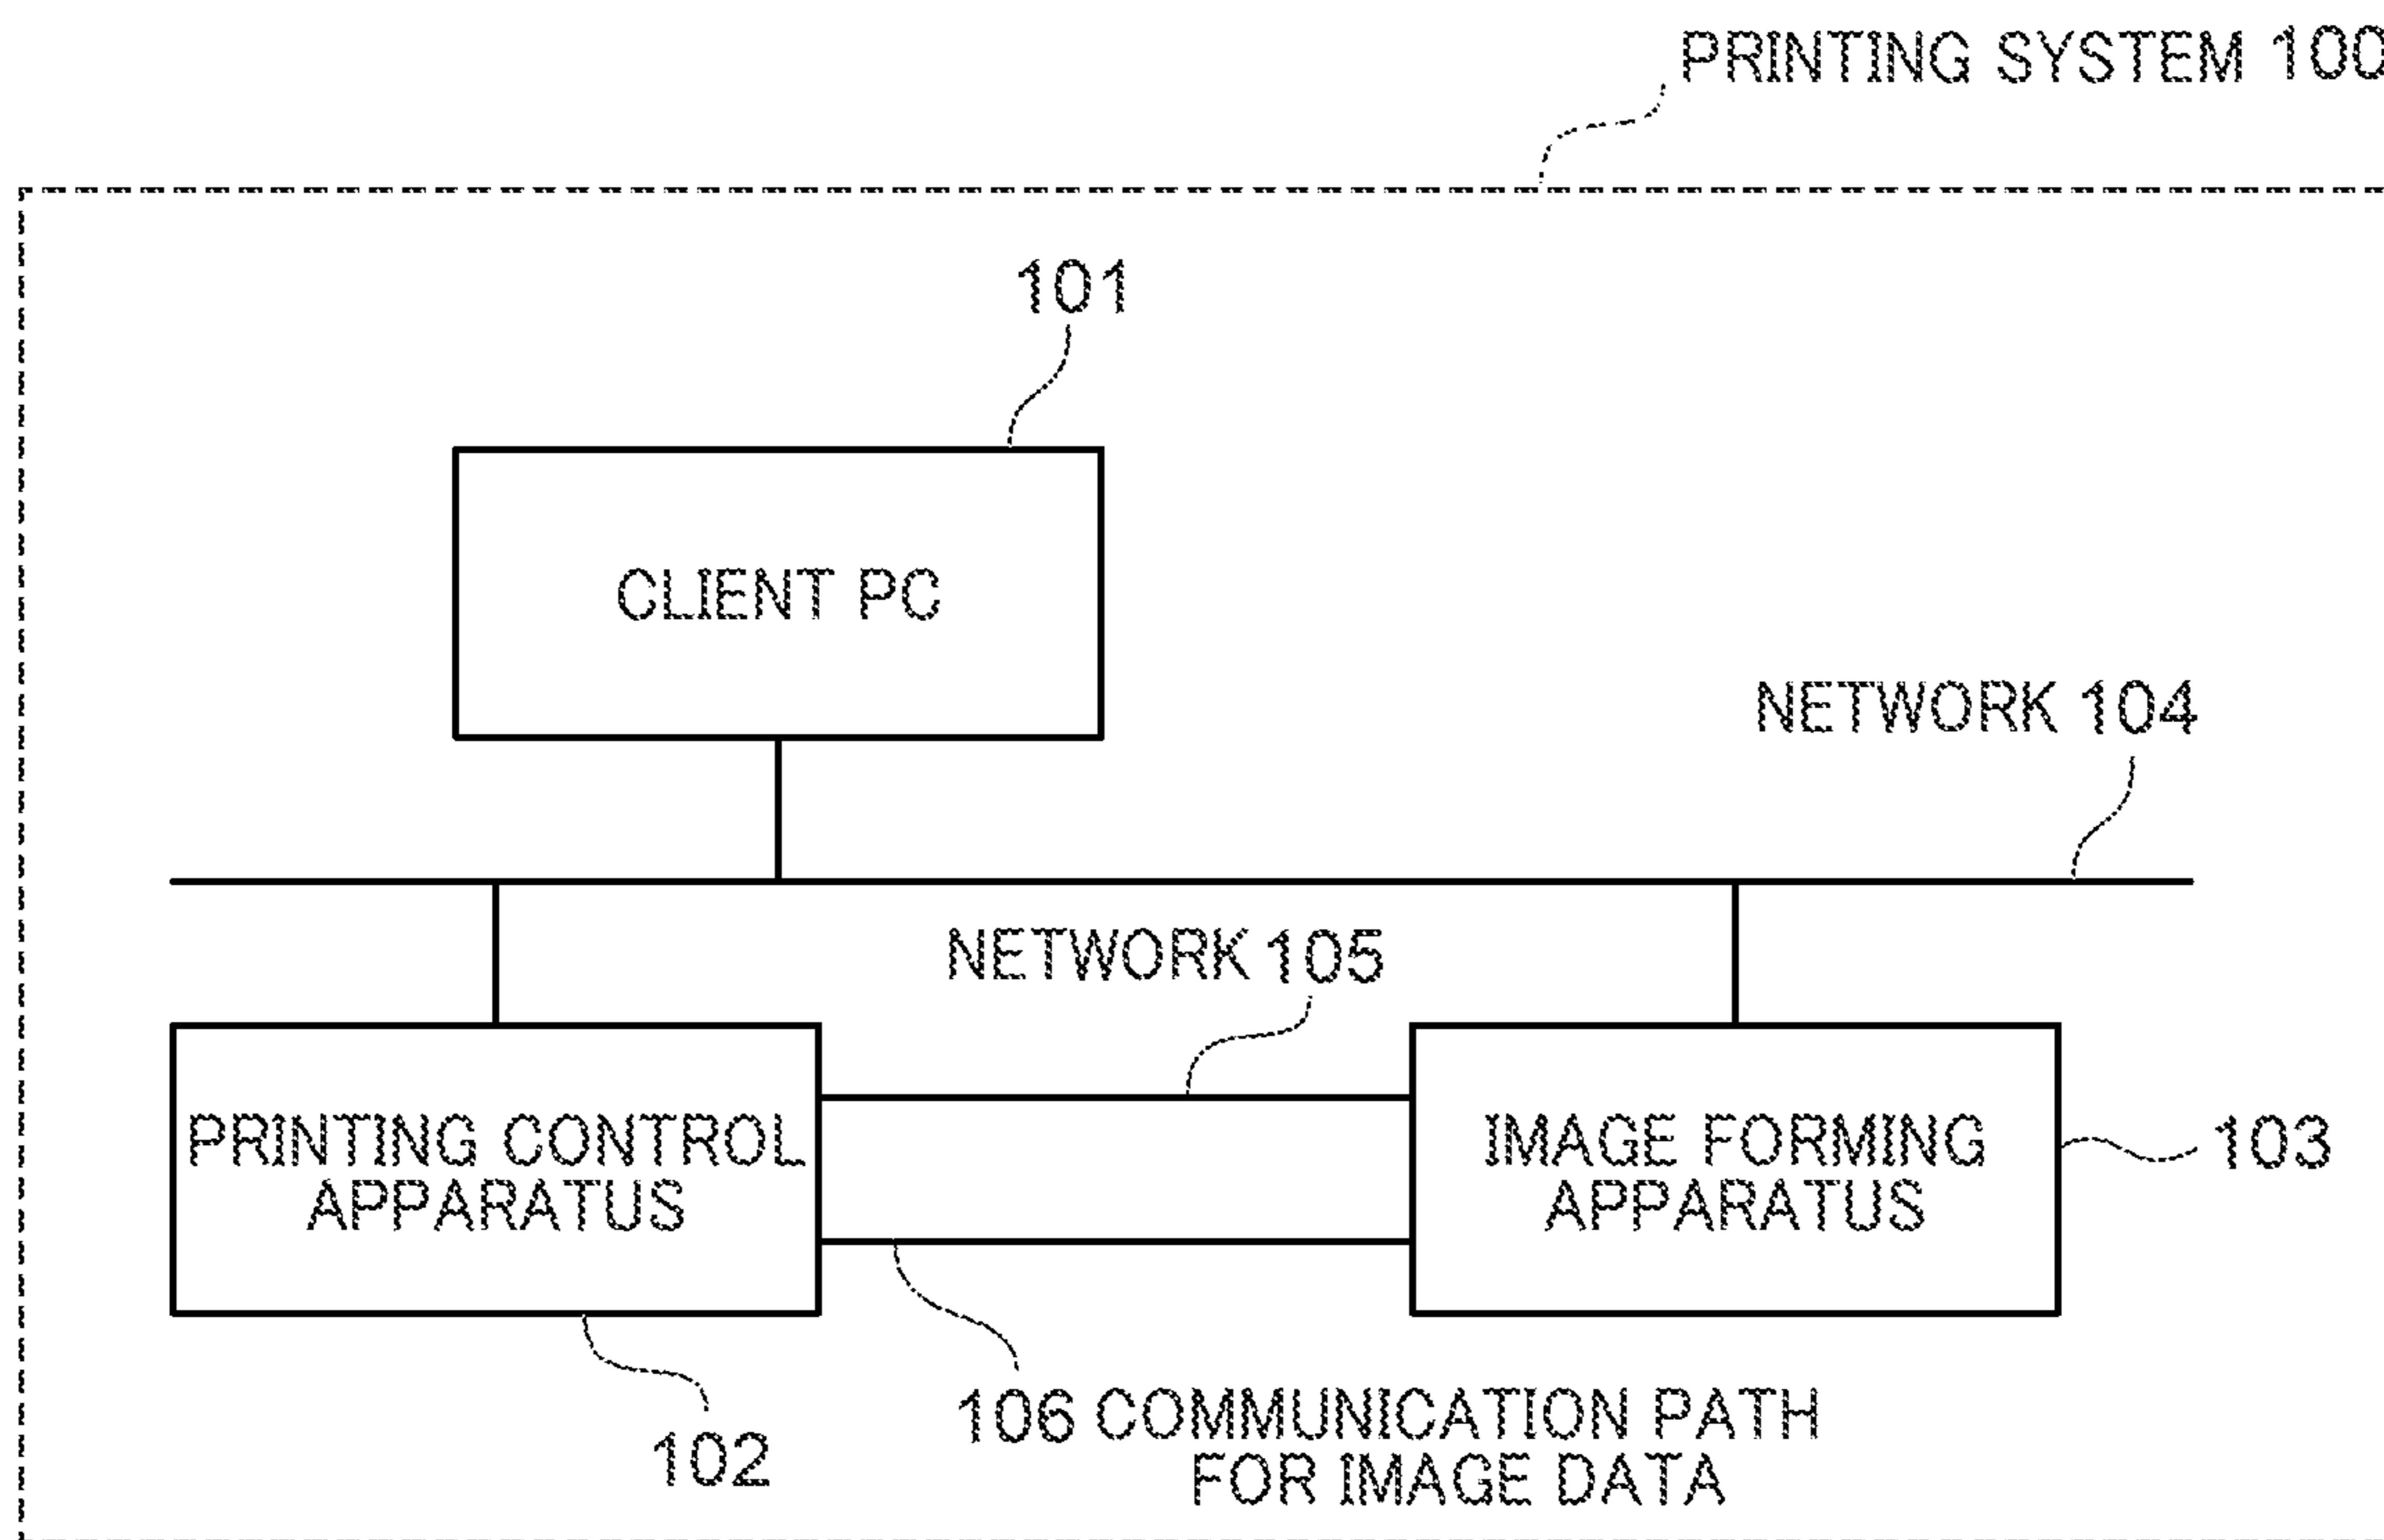 PRINTING SYSTEM 100
101
CLIENT PC
NETWORK 104
NETWORK 105
PRINTING CONTROL
APPARATUS
IMAGE FORMING
APPARATUS
103
106 COMMUNICATION PATH
FOR IMAGE DATA
102